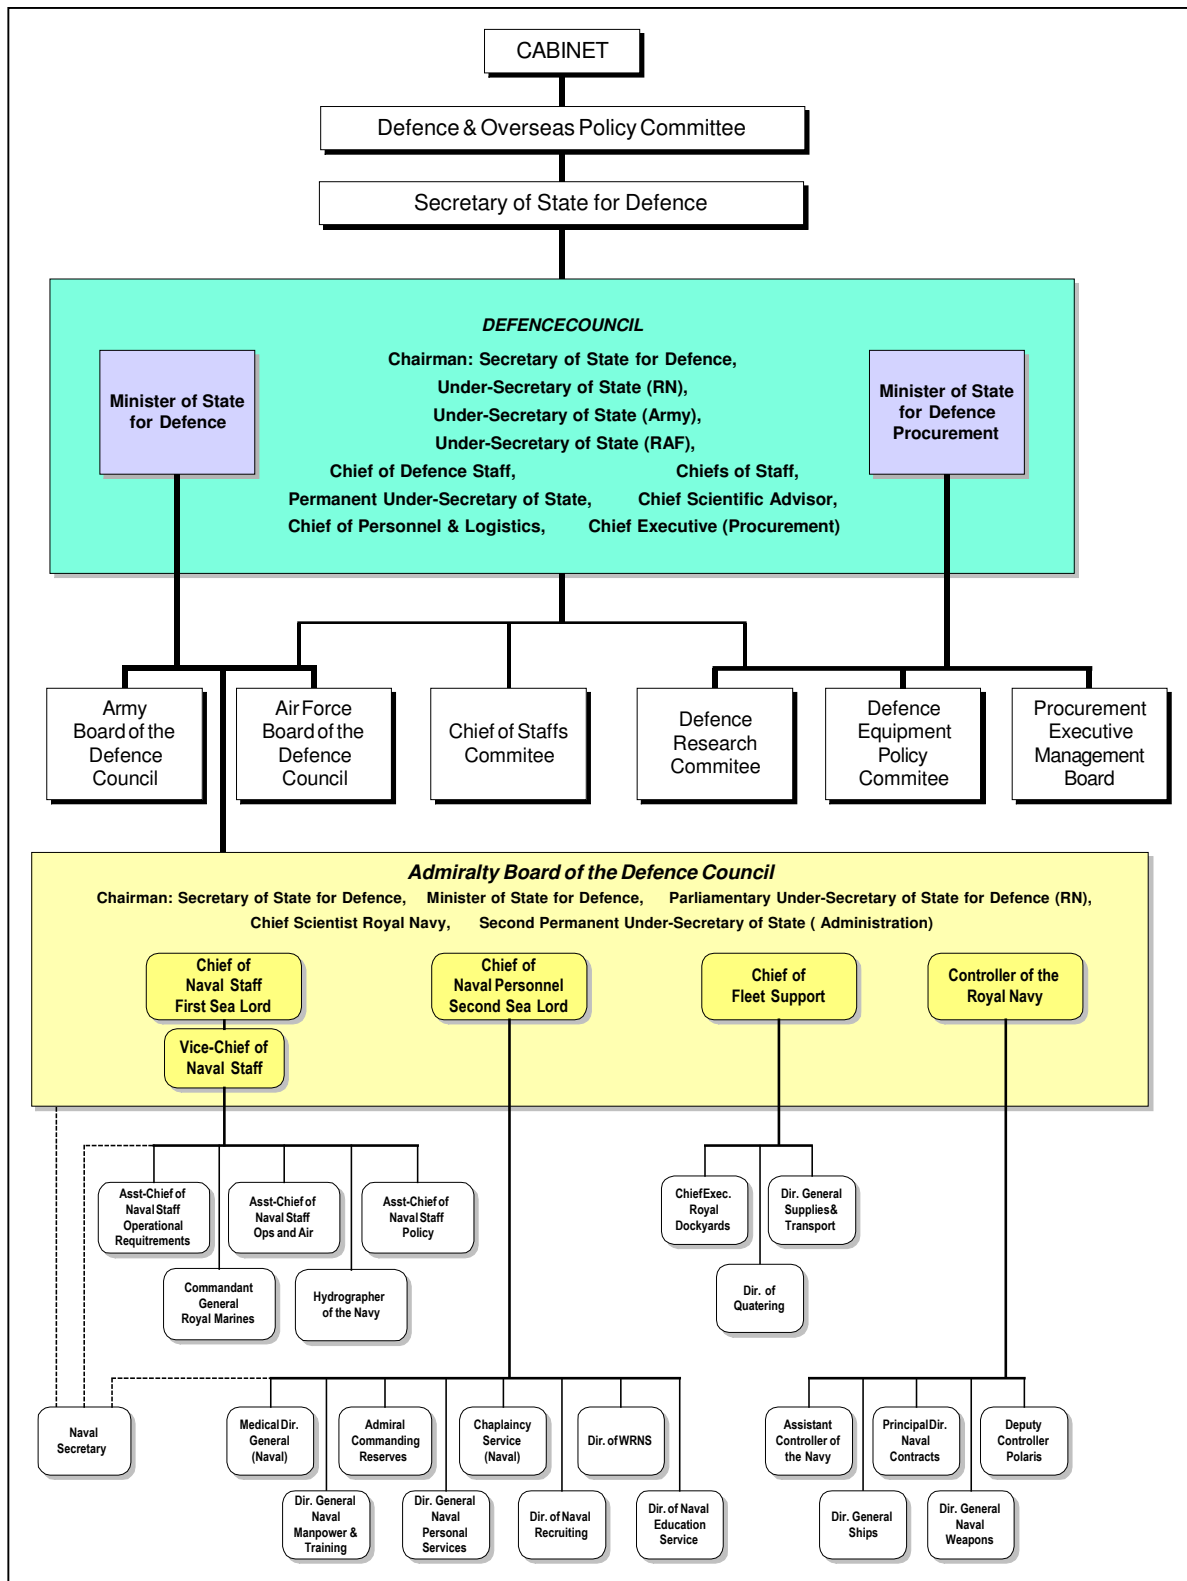 CABINET
Defence & Overseas Policy Committee
Secretary of State for Defence
DEFENCECOUNCIL
Chairman: Secretary of State for Defence,
Under-Secretary of State (RN),
Under-Secretary of State (Army),
Under-Secretary of State (RAF),
Chief of Defence Staff, Chiefs of Staff,
Permanent Under-Secretary of State, Chief Scientific Advisor,
Chief of Personnel & Logistics, Chief Executive (Procurement)
Minister of State
for Defence
Minister of State
for Defence
Procurement
Army
Board of the
Defence
Council
Air Force
Board of the
Defence
Council
Chief of Staffs
Commitee
Defence
Research
Commitee
Defence
Equipment
Policy
Commitee
Procurement
Executive
Management
Board
Admiralty Board of the Defence Council
Chairman: Secretary of State for Defence, Minister of State for Defence, Parliamentary Under-Secretary of State for Defence (RN),
Chief Scientist Royal Navy, Second Permanent Under-Secretary of State ( Administration)
Chief of
Naval Staff
First Sea Lord
Vice-Chief of
Naval Staff
Chief of
Naval Personnel
Second Sea Lord
Chief of
Fleet Support
Controller of the
Royal Navy
Asst-Chief of
Naval Staff
Operational
Requitrements
Asst-Chief of
Naval Staff
Ops and Air
Asst-Chief of
Naval Staff
Policy
Commandant
General
Royal Marines
Hydrographer
of the Navy
Chief Exec.
Royal
Dockyards
Dir. General
Supplies &
Transport
Dir. of
Quatering
Naval
Secretary
Medical Dir.
General
(Naval)
Admiral
Commanding
Reserves
Chaplaincy
Service
(Naval)
Dir. of WRNS
Dir. General
Naval
Manpower &
Training
Dir. General
Naval
Personal
Services
Dir. of Naval
Recruiting
Dir. of Naval
Education
Service
Assistant
Controller of
the Navy
Principal Dir.
Naval
Contracts
Deputy
Controller
Polaris
Dir. General
Ships
Dir. General
Naval
Weapons